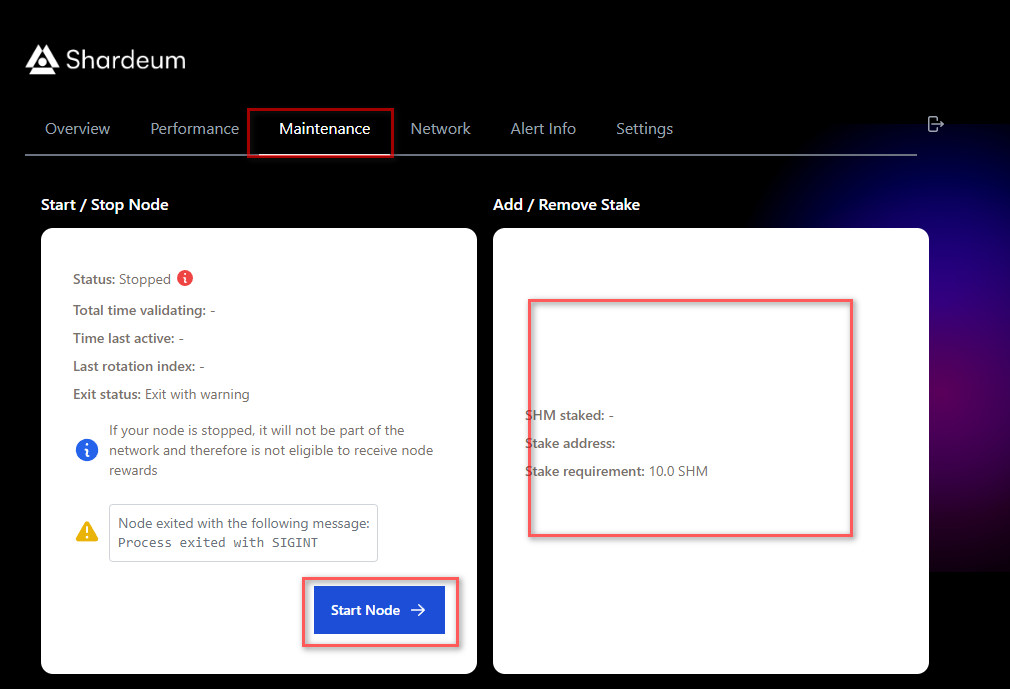 Shardeum
Overview Performance Maintenance Network Alert Info Settings
Start / Stop Node
Status: Stopped
Total time validating: -
Time last active: -
Last rotation index: -
Exit status: Exit with warning
If your node is stopped, it will not be part of the
network and therefore is not eligible to receive node
rewards
Node exited with the following message:
Process exited with SIGINT
Start Node
Add / Remove Stake
SHM staked: -
Stake address:
Stake requirement: 10.0 SHM